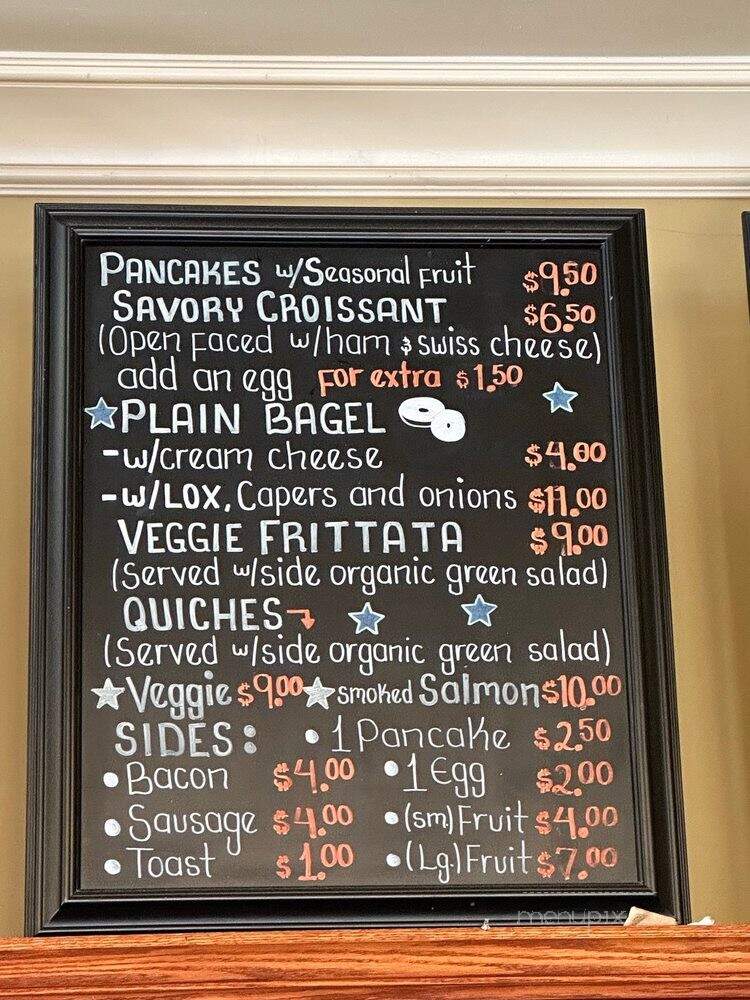 PANCAKES w/Seasonal Fruit $9.50
SAVORY CROISSANT $6.50
(Open Faced w/ham & swiss cheese)
add an egg For extra $1.50
PLAIN BAGEL
-w/cream cheese $4.00
-w/LOX, Capers and onions $11.00
VEGGIE FRITTATA $9.00
(Served w/side organic green salad)
QUICHES
(Served w/side organic green salad)
Veggie $9.00 smoked Salmon $10.00
SIDES: • 1 Pancake $2.50
• Bacon $4.00 • 1 Egg $2.00
• Sausage $4.00 • (sm) Fruit $4.00
• Toast $1.00 • (Lg.) Fruit $7.00
menupix